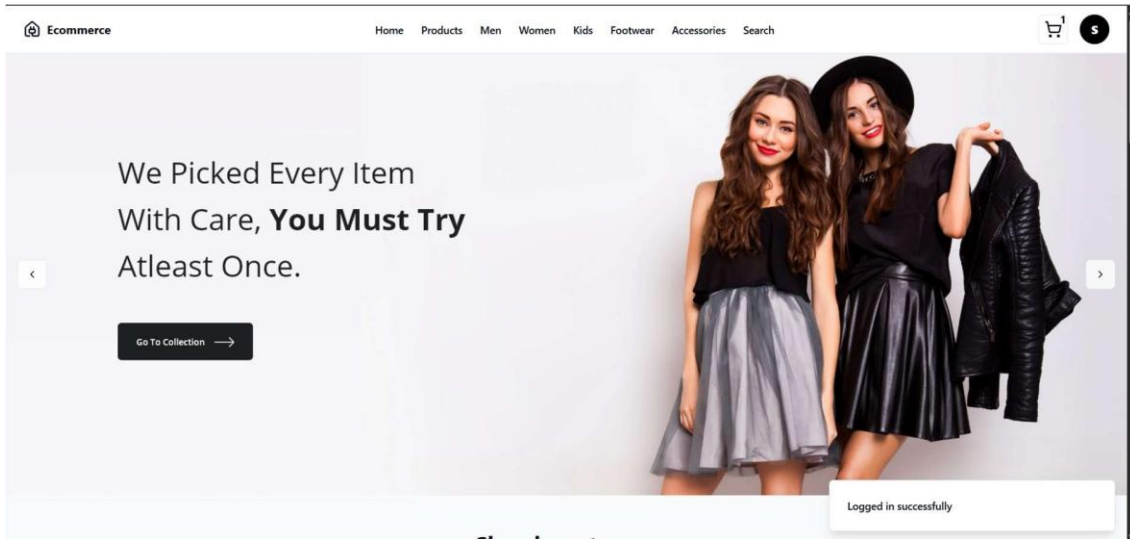 Ecommerce
Home Products Men Women Kids Footwear Accessories Search
1
S
We Picked Every Item
With Care, You Must Try
Atleast Once.
Go To Collection
Logged in successfully